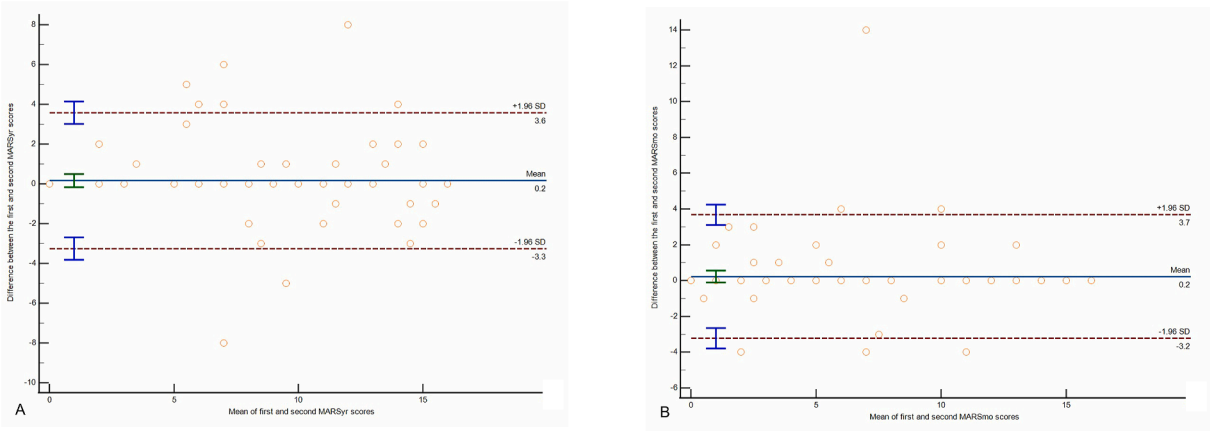 Difference between the first and second MARSyr scores
8
6
4
2
0
-2
-4
-6
-8
-10
+1.96 SD
3.6
Mean
0.2
-1.96 SD
-3.3
0 5 10 15
Mean of first and second MARSyr scores
A
Difference between the first and second MARSmo scores
14
12
10
8
6
4
2
0
-2
-4
-6
+1.96 SD
3.7
Mean
0.2
-1.96 SD
-3.2
0 5 10 15
Mean of first and second MARSmo scores
B